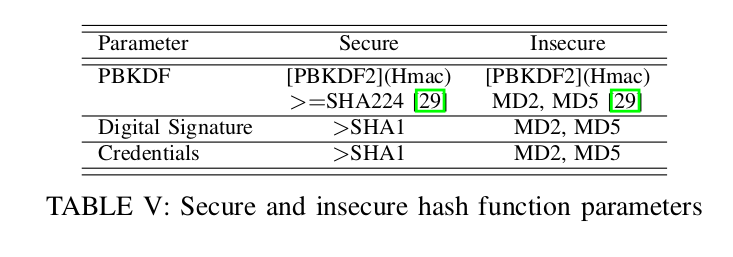 Parameter Secure Insecure
PBKDF [PBKDF2](Hmac) [PBKDF2](Hmac)
>=SHA224 [29] MD2, MD5 [29]
Digital Signature >SHA1 MD2, MD5
Credentials >SHA1 MD2, MD5
TABLE V: Secure and insecure hash function parameters